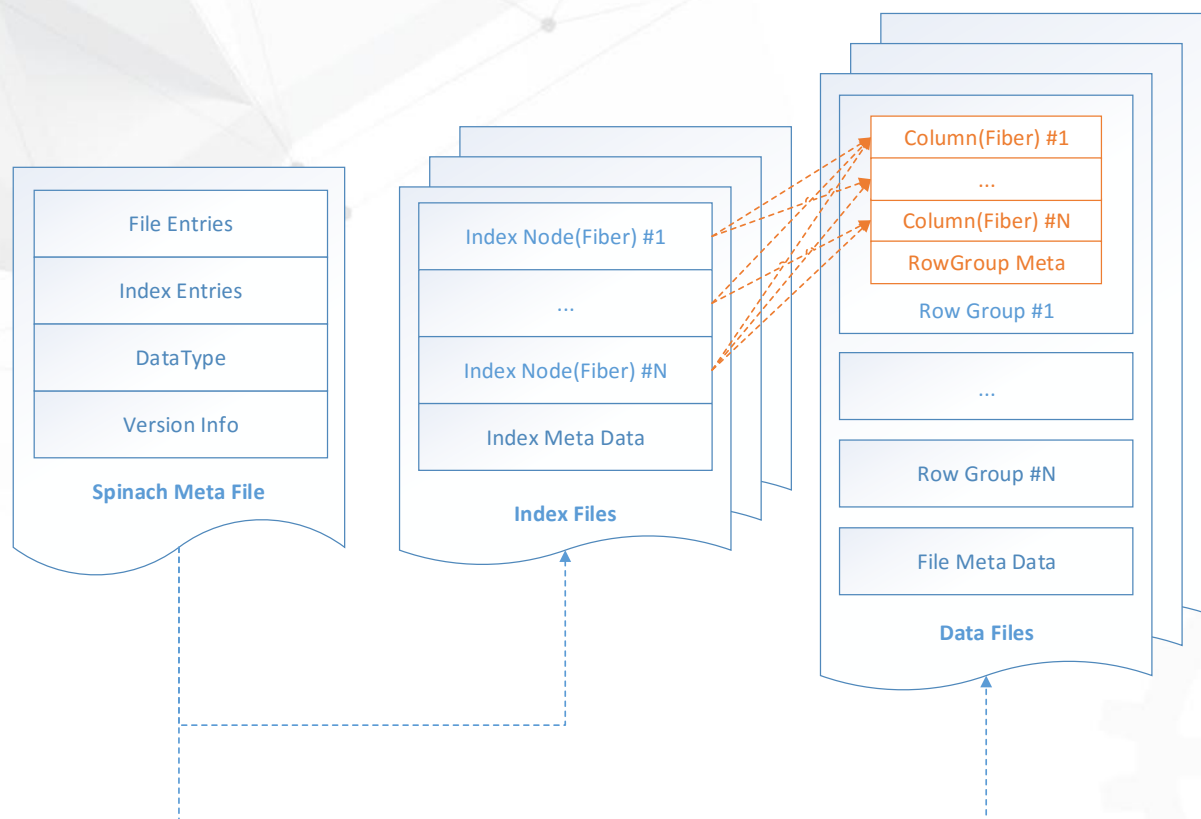 File Entries
Index Entries
DataType
Version Info
Spinach Meta File
Index Node(Fiber) #1
...
Index Node(Fiber) #N
Index Meta Data
Index Files
Column(Fiber) #1
...
Column(Fiber) #N
RowGroup Meta
Row Group #1
...
Row Group #N
File Meta Data
Data Files